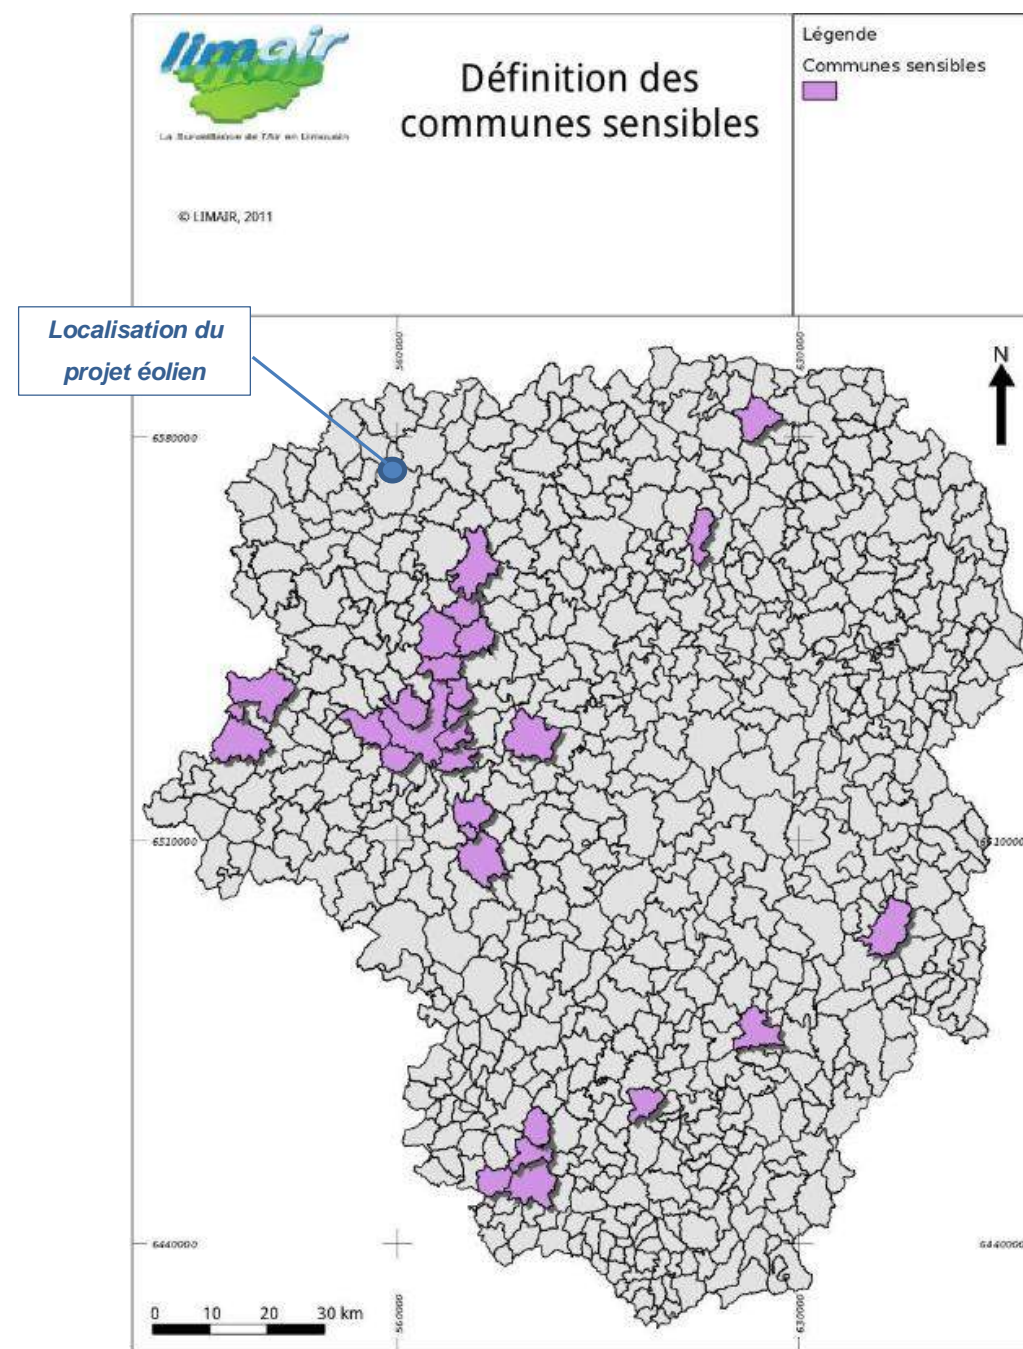 limair
La Surveillance de l'Air en Limousin
Définition des
communes sensibles
© LIMAIR, 2011
Légende
Communes sensibles
Localisation du
projet éolien
560000
630000
N
6580000
6510000
6510000
6440000
6440000
0 10 20 30 km
560000
630000